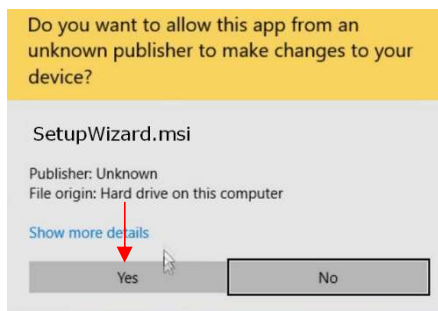 Do you want to allow this app from an
unknown publisher to make changes to your
device?
SetupWizard.msi
Publisher: Unknown
File origin: Hard drive on this computer
Show more details
Yes
No